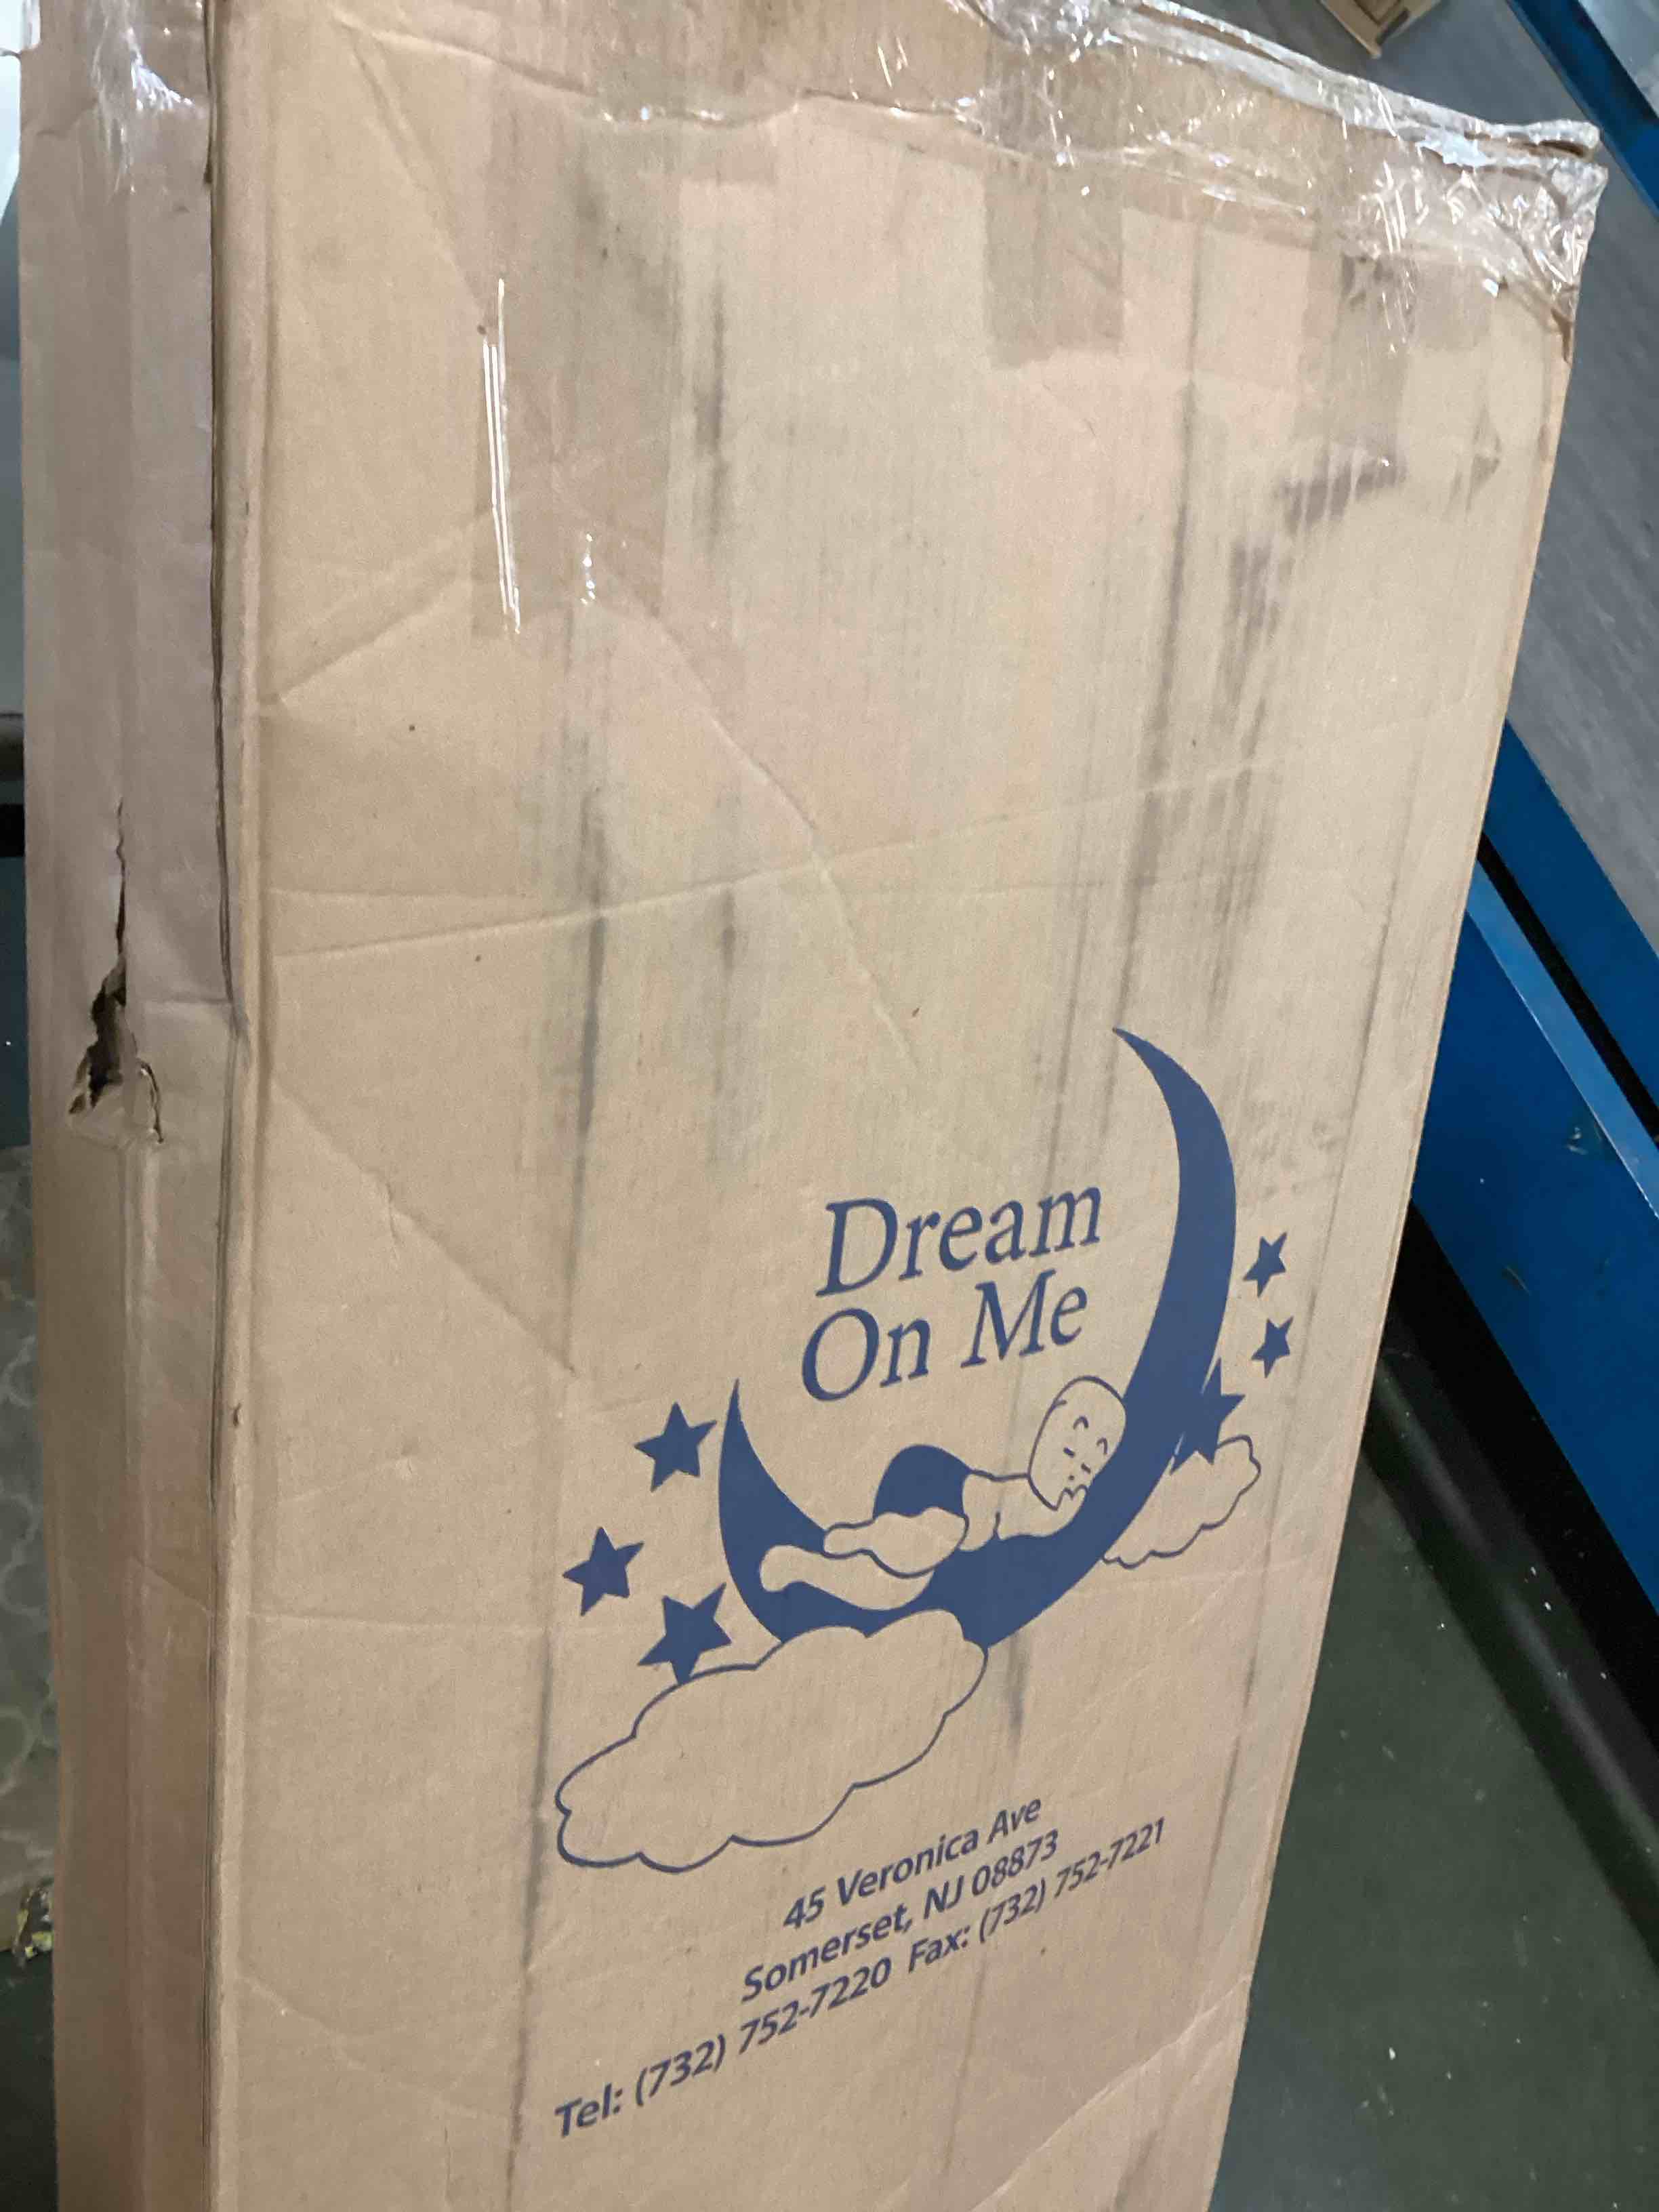 Dream
On Me
45 Veronica Ave
Somerset, NJ 08873
Tel: (732) 752-7220 Fax: (732) 752-7221